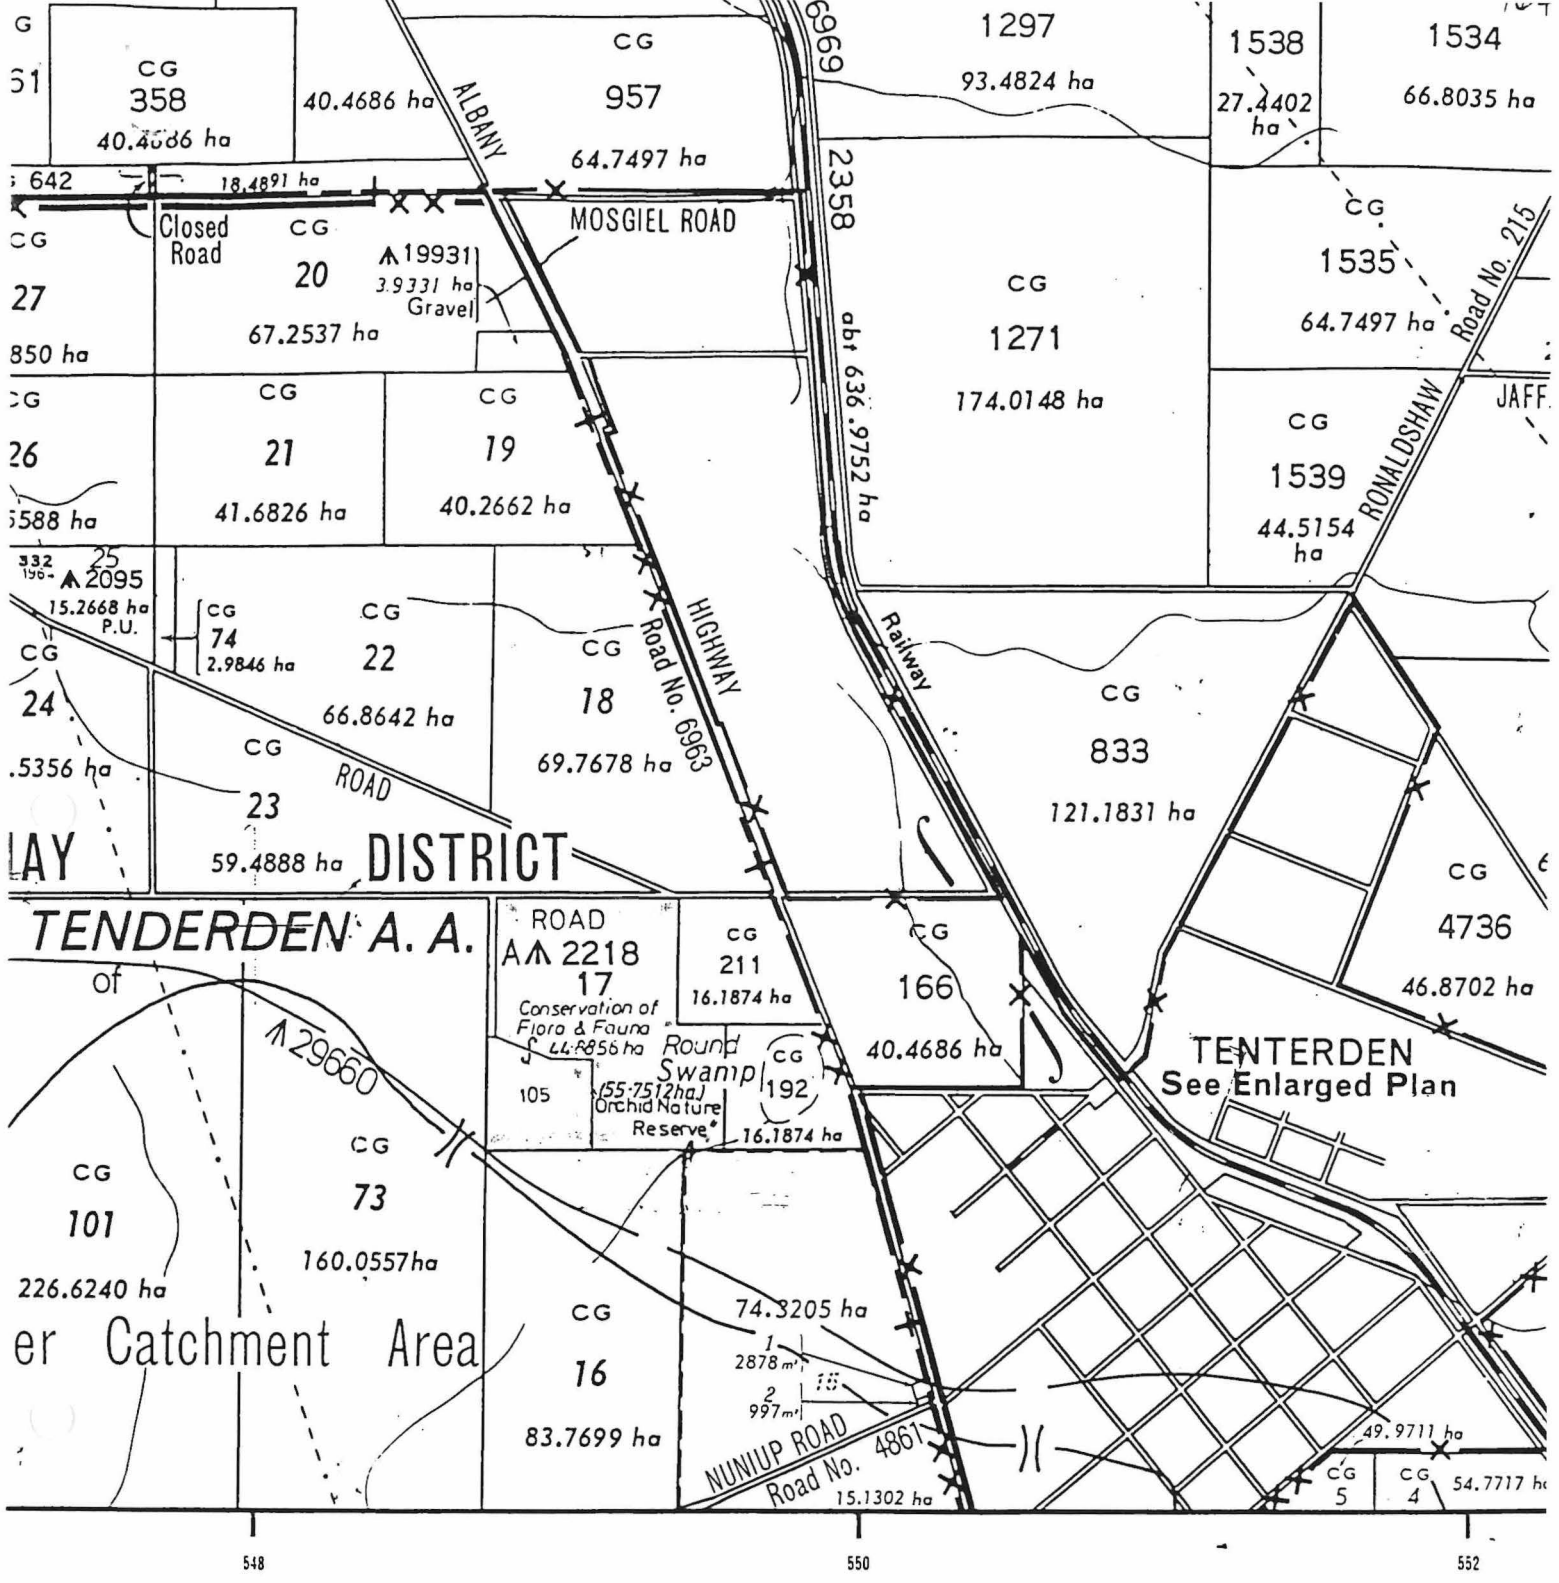 G
51
CG
358
40.4686 ha
40.4686 ha
ALBANY
CG
957
64.7497 ha
6969
1297
93.4824 ha
1538
27.4402
ha
1534
66.8035 ha
642
18.4891 ha
Closed
Road
MOSGIEL ROAD
2358
CG
27
850 ha
CG
20
67.2537 ha
19931
3.9331 ha
Gravel
abt 636.9752 ha
CG
1271
174.0148 ha
CG
1535
64.7497 ha
Road No. 215
RONALDSHAW
JAFF
CG
26
5588 ha
CG
21
41.6826 ha
CG
19
40.2662 ha
CG
1539
44.5154
ha
332
25
2095
15.2668 ha
P.U.
CG
74
2.9846 ha
CG
22
66.8642 ha
CG
18
69.7678 ha
HIGHWAY
Road No. 6963
Railway
CG
24
.5356 ha
CG
23
59.4888 ha
ROAD
CG
833
121.1831 ha
LAY DISTRICT
CG
4736
46.8702 ha
TENDERDEN A. A.
of
29660
ROAD
A 2218
17
Conservation of
Flora & Fauna
44.8856 ha
105
Round
Swamp
(55.7512ha)
Orchid Nature
Reserve
CG
211
16.1874 ha
CG
192
16.1874 ha
CG
166
40.4686 ha
TENTERDEN
See Enlarged Plan
CG
101
226.6240 ha
CG
73
160.0557 ha
er Catchment Area
CG
16
83.7699 ha
74.3205 ha
1
2878 m²
2
997 m²
15
NUNIUP ROAD
Road No. 4861
15.1302 ha
49.9711 ha
CG
5
CG
4
54.7717 ha
548
550
552